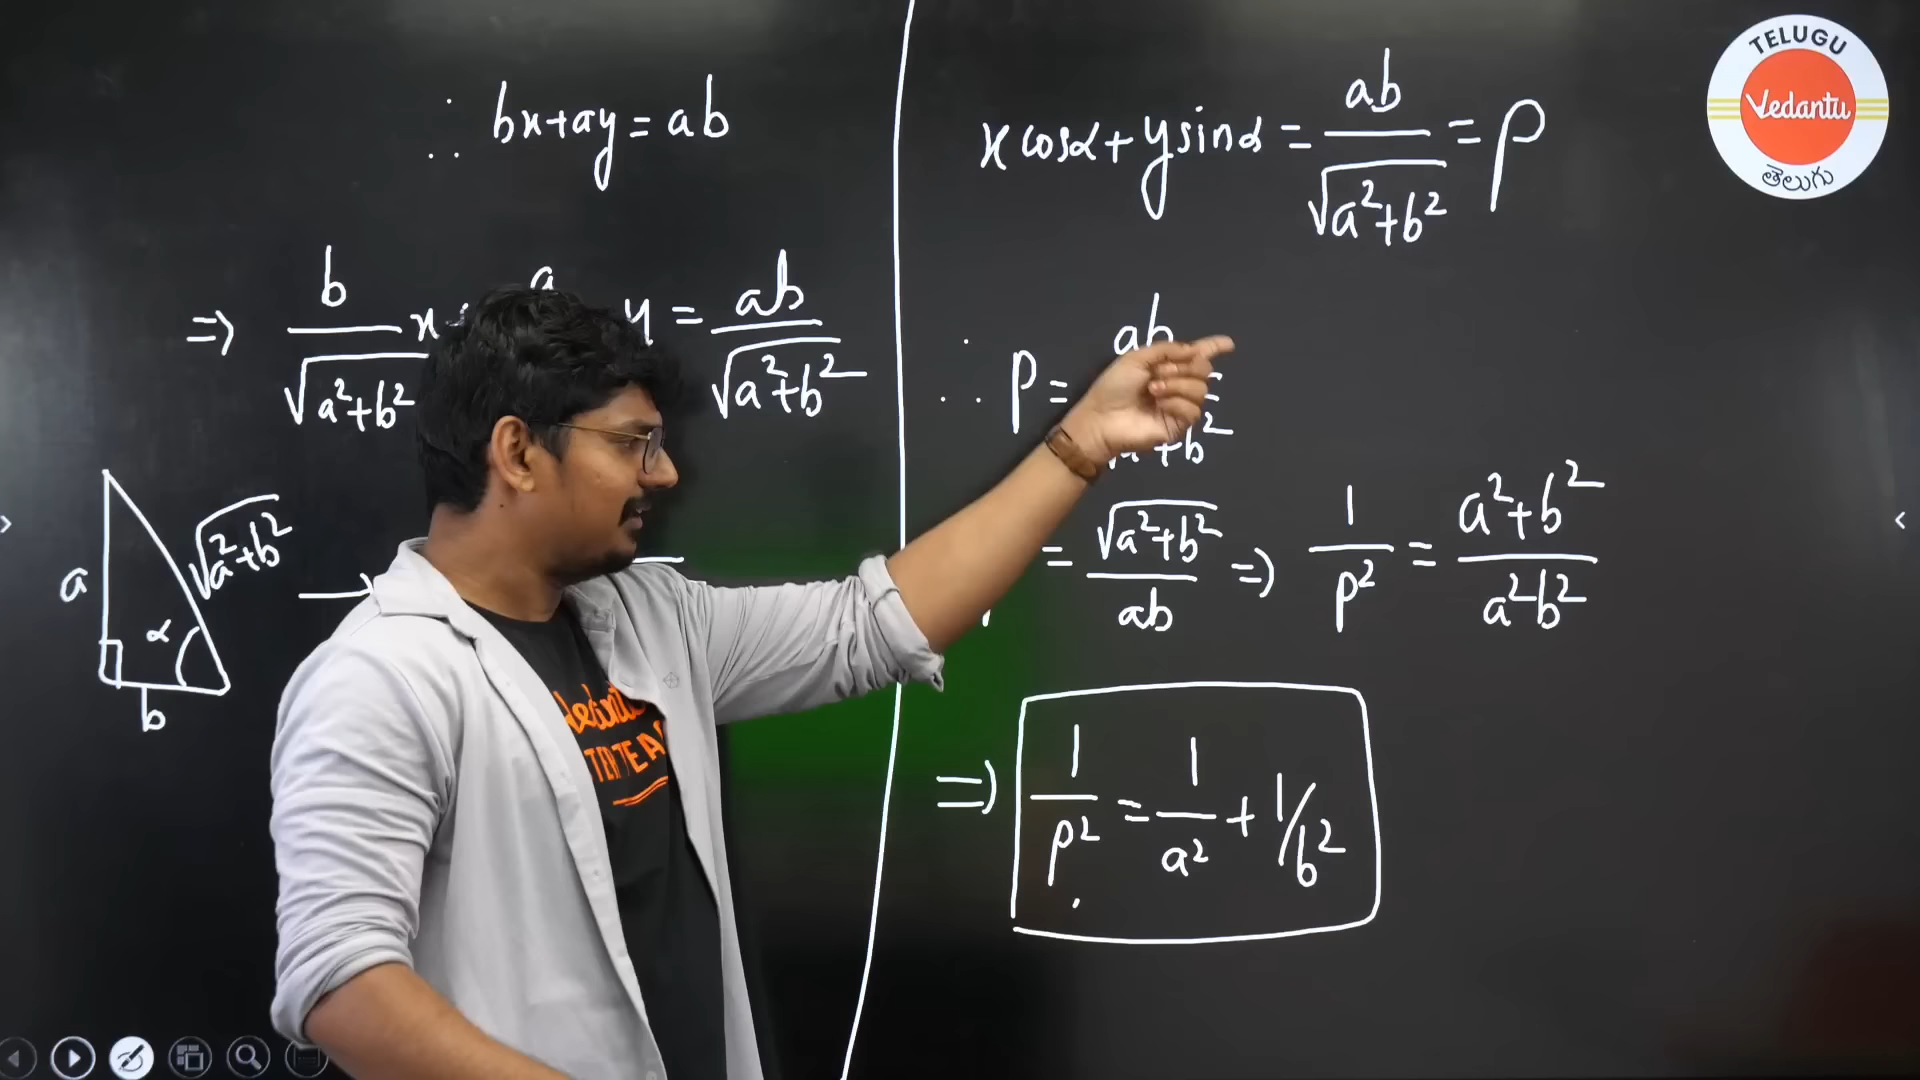 ∴ bx+ay=ab
⇒ b/√a²+b² x a y = ab/√a²+b²
a
√a²+b²
α
b
x cosα + y sinα = ab/√a²+b² = p
∴ p = ab +b²
= √a²+b²/ab ⇒ 1/p² = a²+b²/a²b²
⇒ 1/p² = 1/a² + 1/b²
TELUGU
Vedantu
తెలుగు